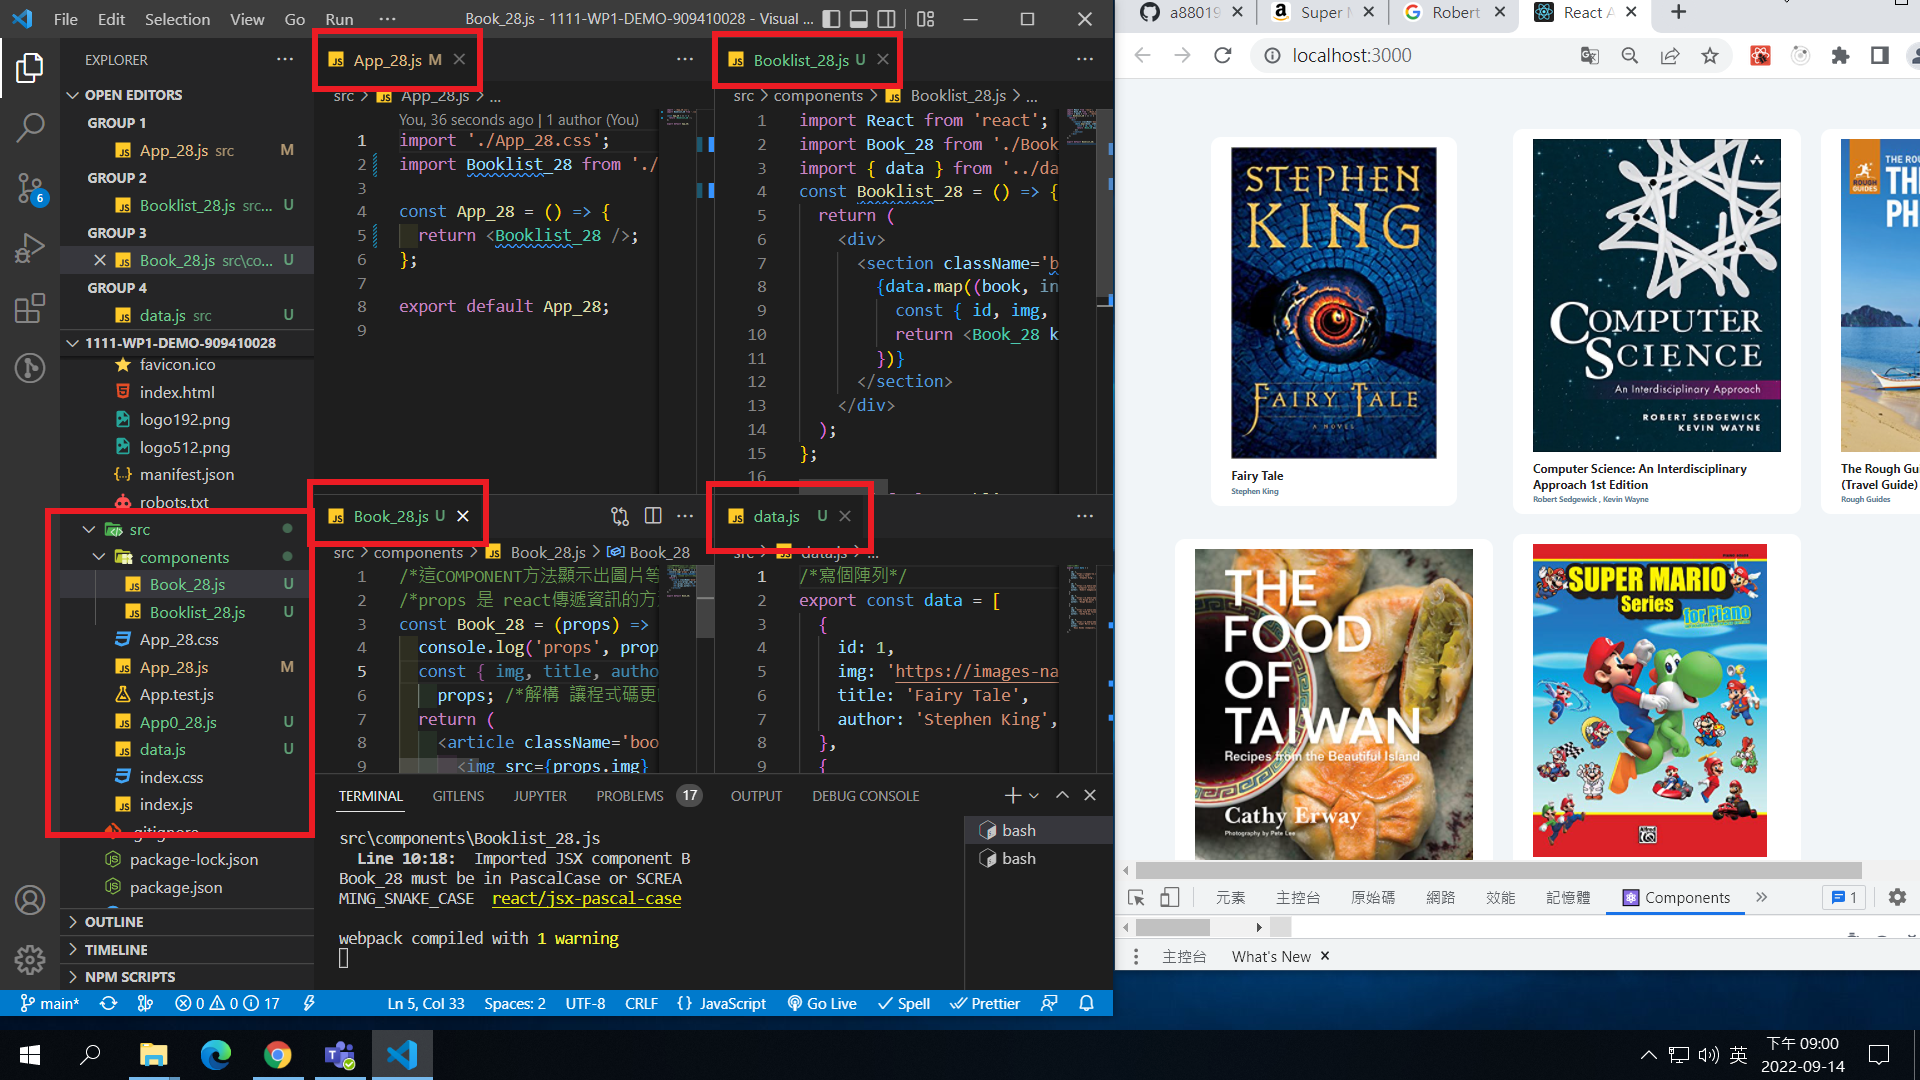 File Edit Selection View Go Run ··· Book_28.js - 1111-WP1-DEMO-909410028 - Visual ...
EXPLORER
OPEN EDITORS
GROUP 1
App_28.js src M
GROUP 2
Booklist_28.js src... U
GROUP 3
Book_28.js src\co... U
GROUP 4
data.js src U
1111-WP1-DEMO-909410028
favicon.ico
index.html
logo192.png
logo512.png
manifest.json
robots.txt
src
components
Book_28.js U
Booklist_28.js U
App_28.css
App_28.js M
App.test.js
App0_28.js U
data.js U
index.css
index.js
.gitignore
package-lock.json
package.json
OUTLINE
TIMELINE
NPM SCRIPTS
App_28.js M
src > App_28.js > ...
You, 36 seconds ago | 1 author (You)
1 import './App_28.css';
2 import Booklist_28 from './
3
4 const App_28 = () => {
5 return <Booklist_28 />;
6 };
7
8 export default App_28;
9
Booklist_28.js U
src > components > Booklist_28.js > ...
1 import React from 'react';
2 import Book_28 from './Book
3 import { data } from '../da
4 const Booklist_28 = () => {
5 return (
6 <div>
7 <section className='b
8 {data.map((book, in
9 const { id, img,
10 return <Book_28 k
11 })}
12 </section>
13 </div>
14 );
15 };
16
Book_28.js U
src > components > Book_28.js > Book_28
1 /*這COMPONENT方法顯示出圖片等
2 /*props 是 react傳遞資訊的方
3 const Book_28 = (props) =>
4 console.log('props', prop
5 const { img, title, autho
6 props; /*解構 讓程式碼更
7 return (
8 <article className='boo
9 <img src={props.img}
data.js U
src > data.js > ...
1 /*寫個陣列*/
2 export const data = [
3 {
4 id: 1,
5 img: 'https://images-na
6 title: 'Fairy Tale',
7 author: 'Stephen King',
8 },
9 {
TERMINAL GITLENS JUPYTER PROBLEMS 17 OUTPUT DEBUG CONSOLE
src\components\Booklist_28.js
Line 10:18: Imported JSX component B
Book_28 must be in PascalCase or SCREA
MING_SNAKE_CASE react/jsx-pascal-case
webpack compiled with 1 warning
bash
bash
main* 0 0 17 Ln 5, Col 33 Spaces: 2 UTF-8 CRLF {} JavaScript Go Live Spell Prettier
a88019 Super M Robert React A
localhost:3000
STEPHEN
KING
FAIRY TALE
A NOVEL
Fairy Tale
Stephen King
COMPUTER
SCIENCE
An Interdisciplinary Approach
ROBERT SEDGEWICK
KEVIN WAYNE
Computer Science: An Interdisciplinary
Approach 1st Edition
Robert Sedgewick , Kevin Wayne
ROUGH
GUIDES
THE ROU
TH
PH
The Rough Gu
(Travel Guide)
Rough Guides
THE
FOOD
OF
TAIWAN
Recipes from the Beautiful Island
Cathy Erway
Photography by Pete Lee
SUPER MARIO
Series
for Piano
Alfred
元素 主控台 原始碼 網路 效能 記憶體 Components 1
主控台 What's New
英
下午 09:00
2022-09-14
6